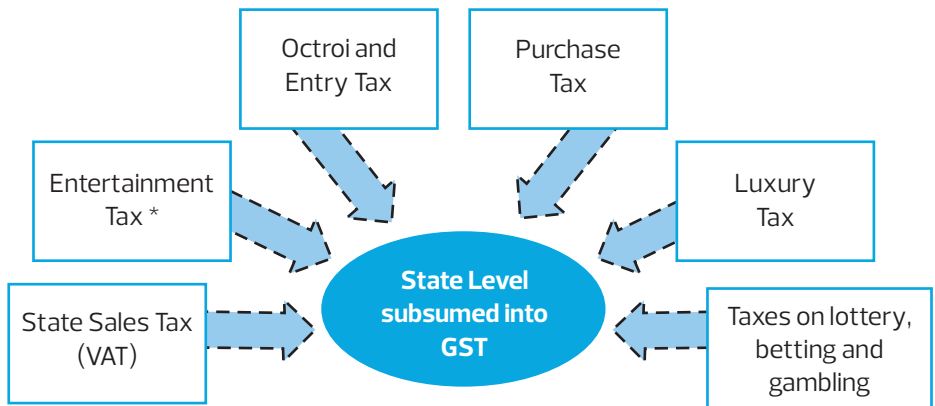 Octroi and
Entry Tax
Purchase
Tax
Entertainment
Tax *
Luxury
Tax
State Level
subsumed into
GST
State Sales Tax
(VAT)
Taxes on lottery,
betting and
gambling